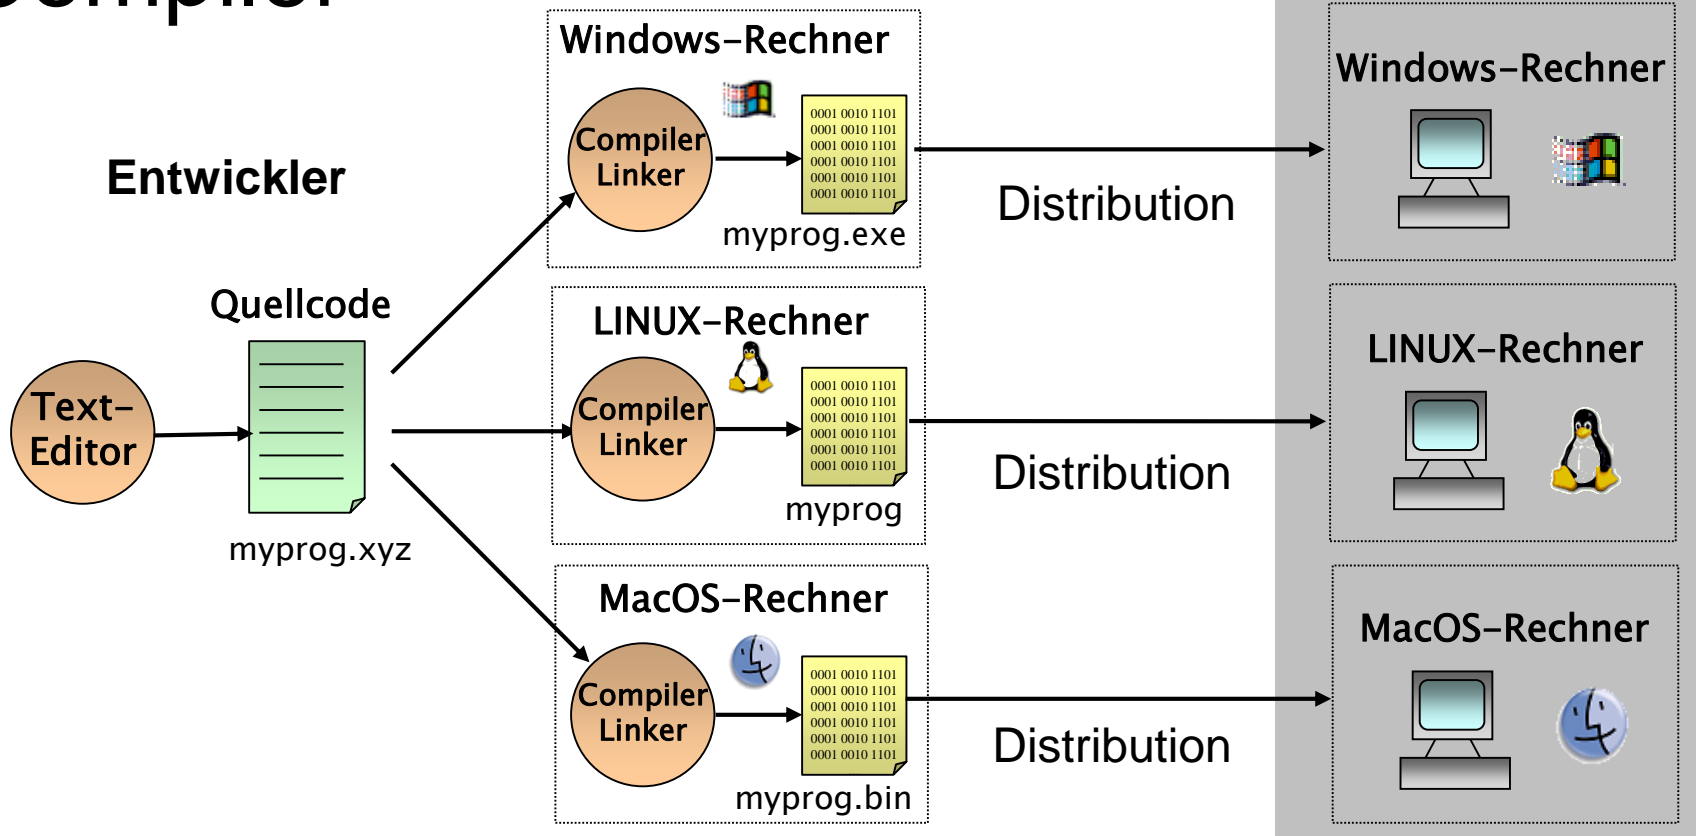 Compiler
Entwickler
Text-
Editor
Quellcode
myprog.xyz
Windows-Rechner
Compiler
Linker
0001 0010 1101
0001 0010 1101
0001 0010 1101
0001 0010 1101
0001 0010 1101
0001 0010 1101
myprog.exe
Distribution
Windows-Rechner
LINUX-Rechner
Compiler
Linker
0001 0010 1101
0001 0010 1101
0001 0010 1101
0001 0010 1101
0001 0010 1101
0001 0010 1101
myprog
Distribution
LINUX-Rechner
MacOS-Rechner
Compiler
Linker
0001 0010 1101
0001 0010 1101
0001 0010 1101
0001 0010 1101
0001 0010 1101
0001 0010 1101
myprog.bin
Distribution
MacOS-Rechner